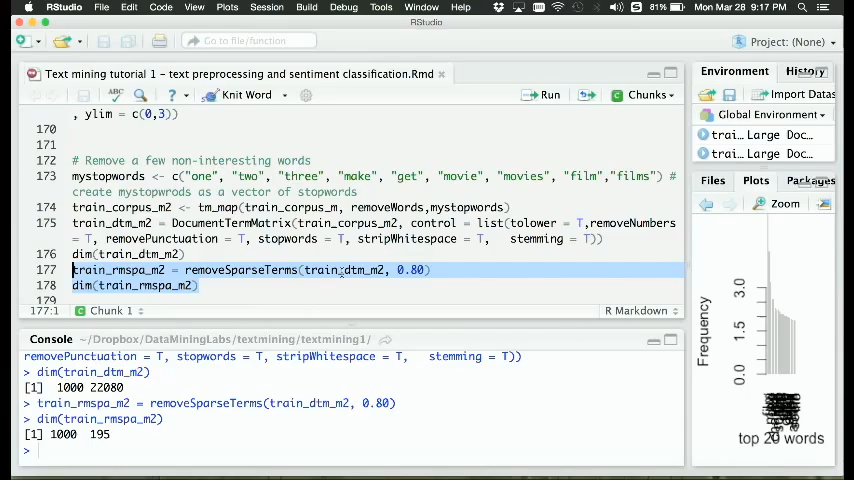 RStudio File Edit Code View Plots Session Build Debug Tools Window Help 81% Mon Mar 28 9:17 PM
RStudio
Go to file/function
Project: (None)
Text mining tutorial 1 - text preprocessing and sentiment classification.Rmd
ABC Knit Word Run Chunks
, ylim = c(0,3))
170
171
172 # Remove a few non-interesting words
173 mystopwords <- c("one", "two", "three", "make", "get", "movie", "movies", "film","films") #
create mystopwrods as a vector of stopwords
174 train_corpus_m2 <- tm_map(train_corpus_m, removeWords,mystopwords)
175 train_dtm_m2 = DocumentTermMatrix(train_corpus_m2, control = list(tolower = T,removeNumbers
= T, removePunctuation = T, stopwords = T, stripWhitespace = T, stemming = T))
176 dim(train_dtm_m2)
177 train_rmspa_m2 = removeSparseTerms(train_dtm_m2, 0.80)
178 dim(train_rmspa_m2)
179
177:1 Chunk 1 R Markdown
Console ~/Dropbox/DataMiningLabs/textmining/textmining1/
removePunctuation = T, stopwords = T, stripWhitespace = T, stemming = T))
> dim(train_dtm_m2)
[1] 1000 22080
> train_rmspa_m2 = removeSparseTerms(train_dtm_m2, 0.80)
> dim(train_rmspa_m2)
[1] 1000 195
>
Environment History
Import Datas
Global Environment
trai… Large Doc…
trai… Large Doc…
Files Plots Packages
Zoom
Frequency
3.0
1.5
0.0
top 20 words